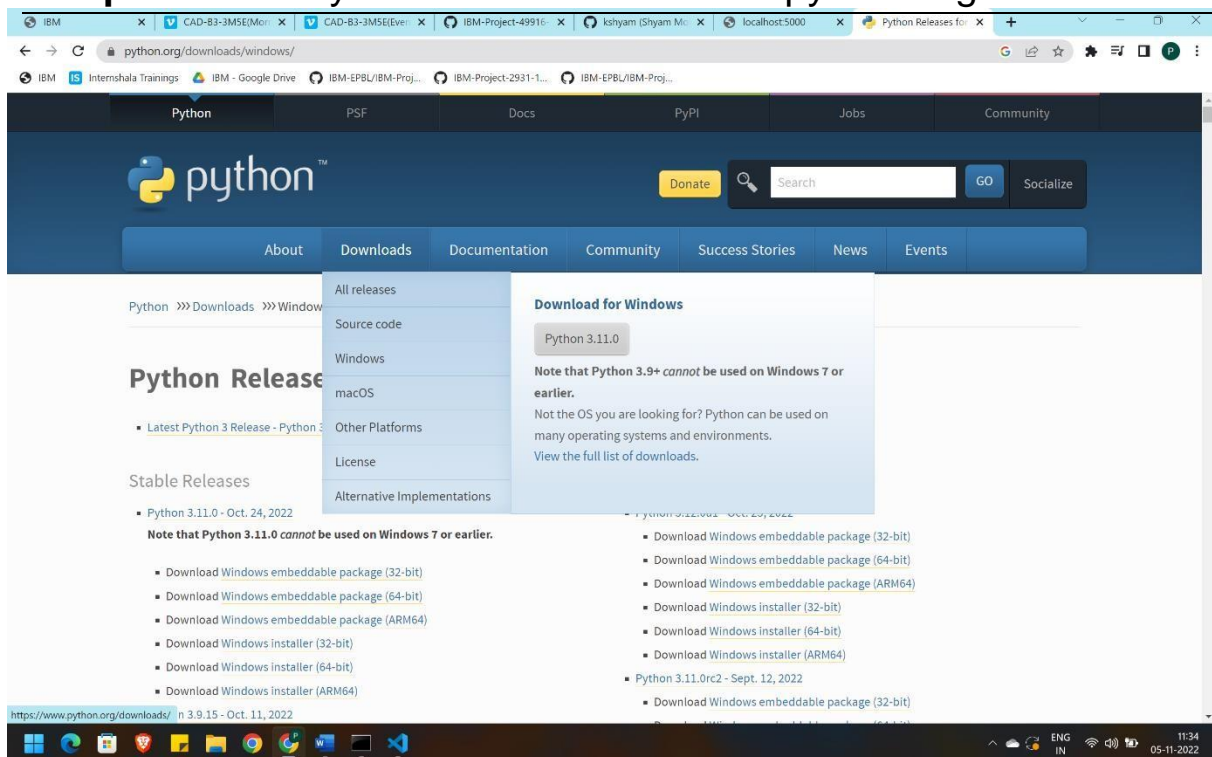 IBM
CAD-B3-3M5E(Morn
CAD-B3-3M5E(Even
IBM-Project-49916-
kshyam (Shyam Mo
localhost:5000
Python Releases for
python.org/downloads/windows/
IBM
Internshala Trainings
IBM - Google Drive
IBM-EPBL/IBM-Proj...
IBM-Project-2931-1...
IBM-EPBL/IBM-Proj...
Python
PSF
Docs
PyPI
Jobs
Community
python™
Donate
Search
GO
Socialize
About
Downloads
Documentation
Community
Success Stories
News
Events
Python >>> Downloads >>> Window
All releases
Source code
Windows
macOS
Other Platforms
License
Alternative Implementations
Download for Windows
Python 3.11.0
Note that Python 3.9+ cannot be used on Windows 7 or
earlier.
Not the OS you are looking for? Python can be used on
many operating systems and environments.
View the full list of downloads.
Python Release
Latest Python 3 Release - Python 3
Stable Releases
Python 3.11.0 - Oct. 24, 2022
Note that Python 3.11.0 cannot be used on Windows 7 or earlier.
Download Windows embeddable package (32-bit)
Download Windows embeddable package (64-bit)
Download Windows embeddable package (ARM64)
Download Windows installer (32-bit)
Download Windows installer (64-bit)
Download Windows installer (ARM64)
n 3.9.15 - Oct. 11, 2022
Download Windows embeddable package (32-bit)
Download Windows embeddable package (64-bit)
Download Windows embeddable package (ARM64)
Download Windows installer (32-bit)
Download Windows installer (64-bit)
Download Windows installer (ARM64)
Python 3.11.0rc2 - Sept. 12, 2022
Download Windows embeddable package (32-bit)
https://www.python.org/downloads/
ENG
IN
11:34
05-11-2022